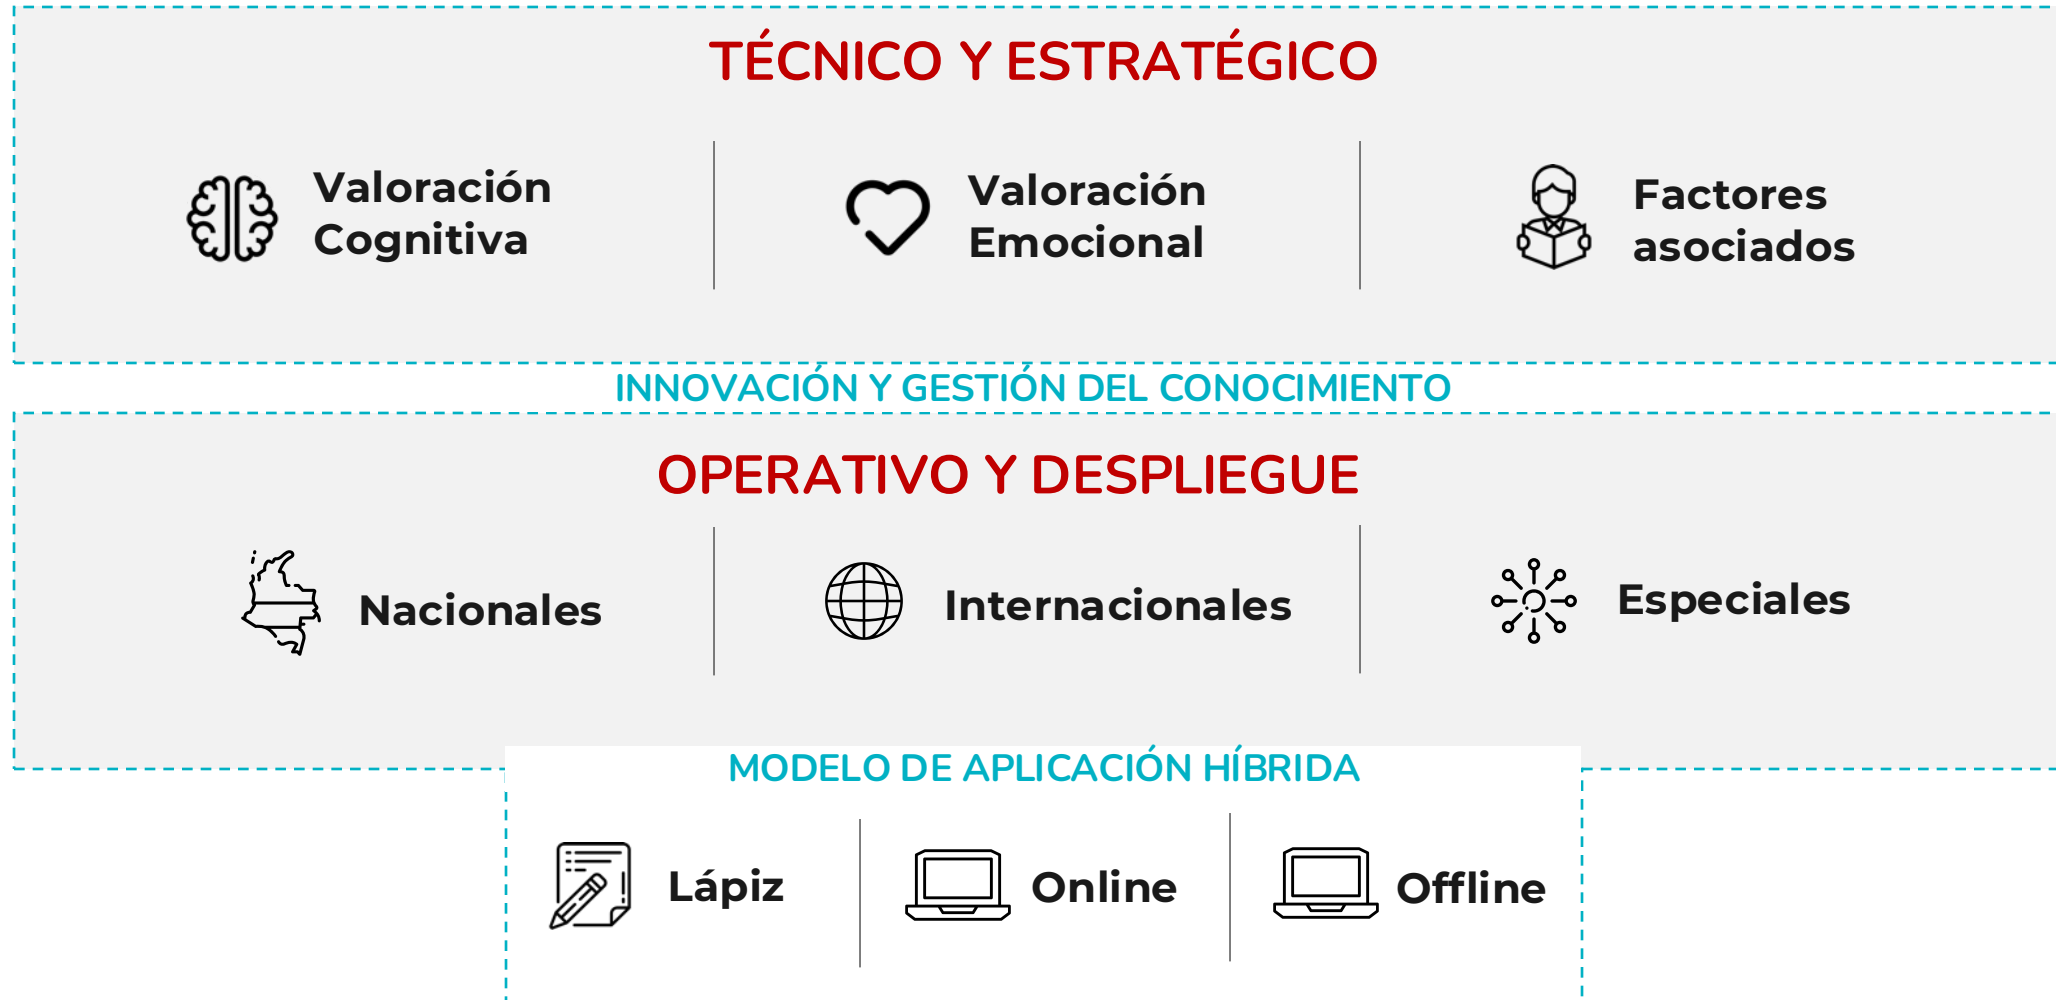 TÉCNICO Y ESTRATÉGICO
Valoración
Cognitiva
Valoración
Emocional
Factores
asociados
INNOVACIÓN Y GESTIÓN DEL CONOCIMIENTO
OPERATIVO Y DESPLIEGUE
Nacionales
Internacionales
Especiales
MODELO DE APLICACIÓN HÍBRIDA
Lápiz
Online
Offline